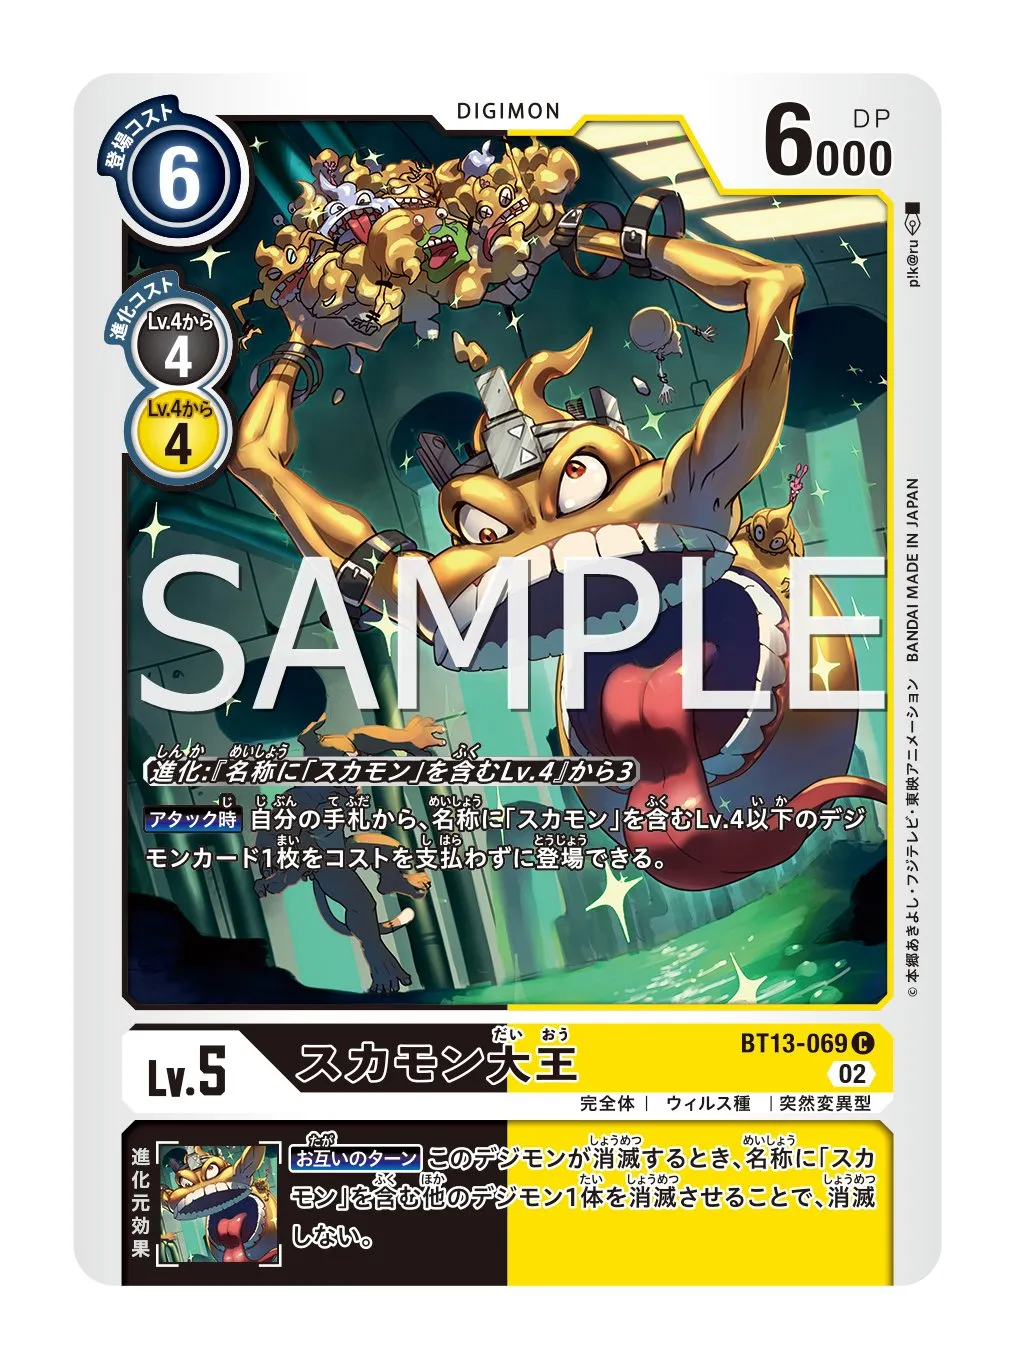 DIGIMON
登場コスト
6
6000
DP
進化コスト
Lv.4から
4
Lv.4から
4
p!k@ru
SAMPLE
進化:『名称に「スカモン」を含むLv.4』から3
アタック時 自分の手札から、名称に「スカモン」を含むLv.4以下のデジ
モンカード1枚をコストを支払わずに登場できる。
©本郷あきよし・フジテレビ・東映アニメーション BANDAI MADE IN JAPAN
Lv.5
スカモン大王
BT13-069 C
02
完全体 | ウィルス種 | 突然変異型
進化元効果
お互いのターン このデジモンが消滅するとき、名称に「スカ
モン」を含む他のデジモン1体を消滅させることで、消滅
しない。